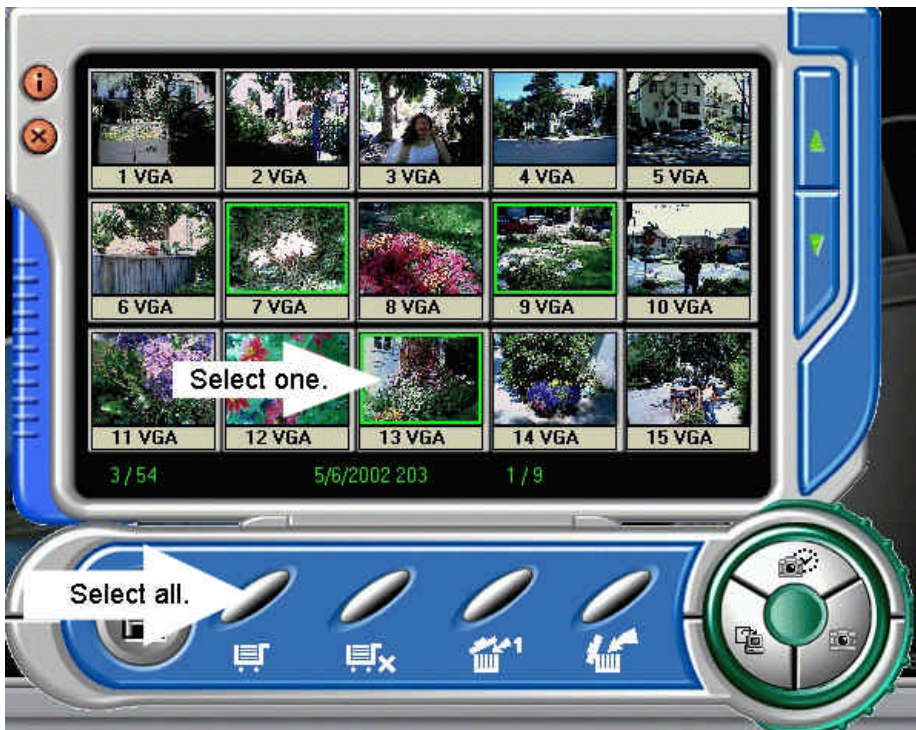 i
1 VGA 2 VGA 3 VGA 4 VGA 5 VGA
6 VGA 7 VGA 8 VGA 9 VGA 10 VGA
Select one.
11 VGA 12 VGA 13 VGA 14 VGA 15 VGA
3 / 54 5/6/2002 203 1 / 9
Select all.
1